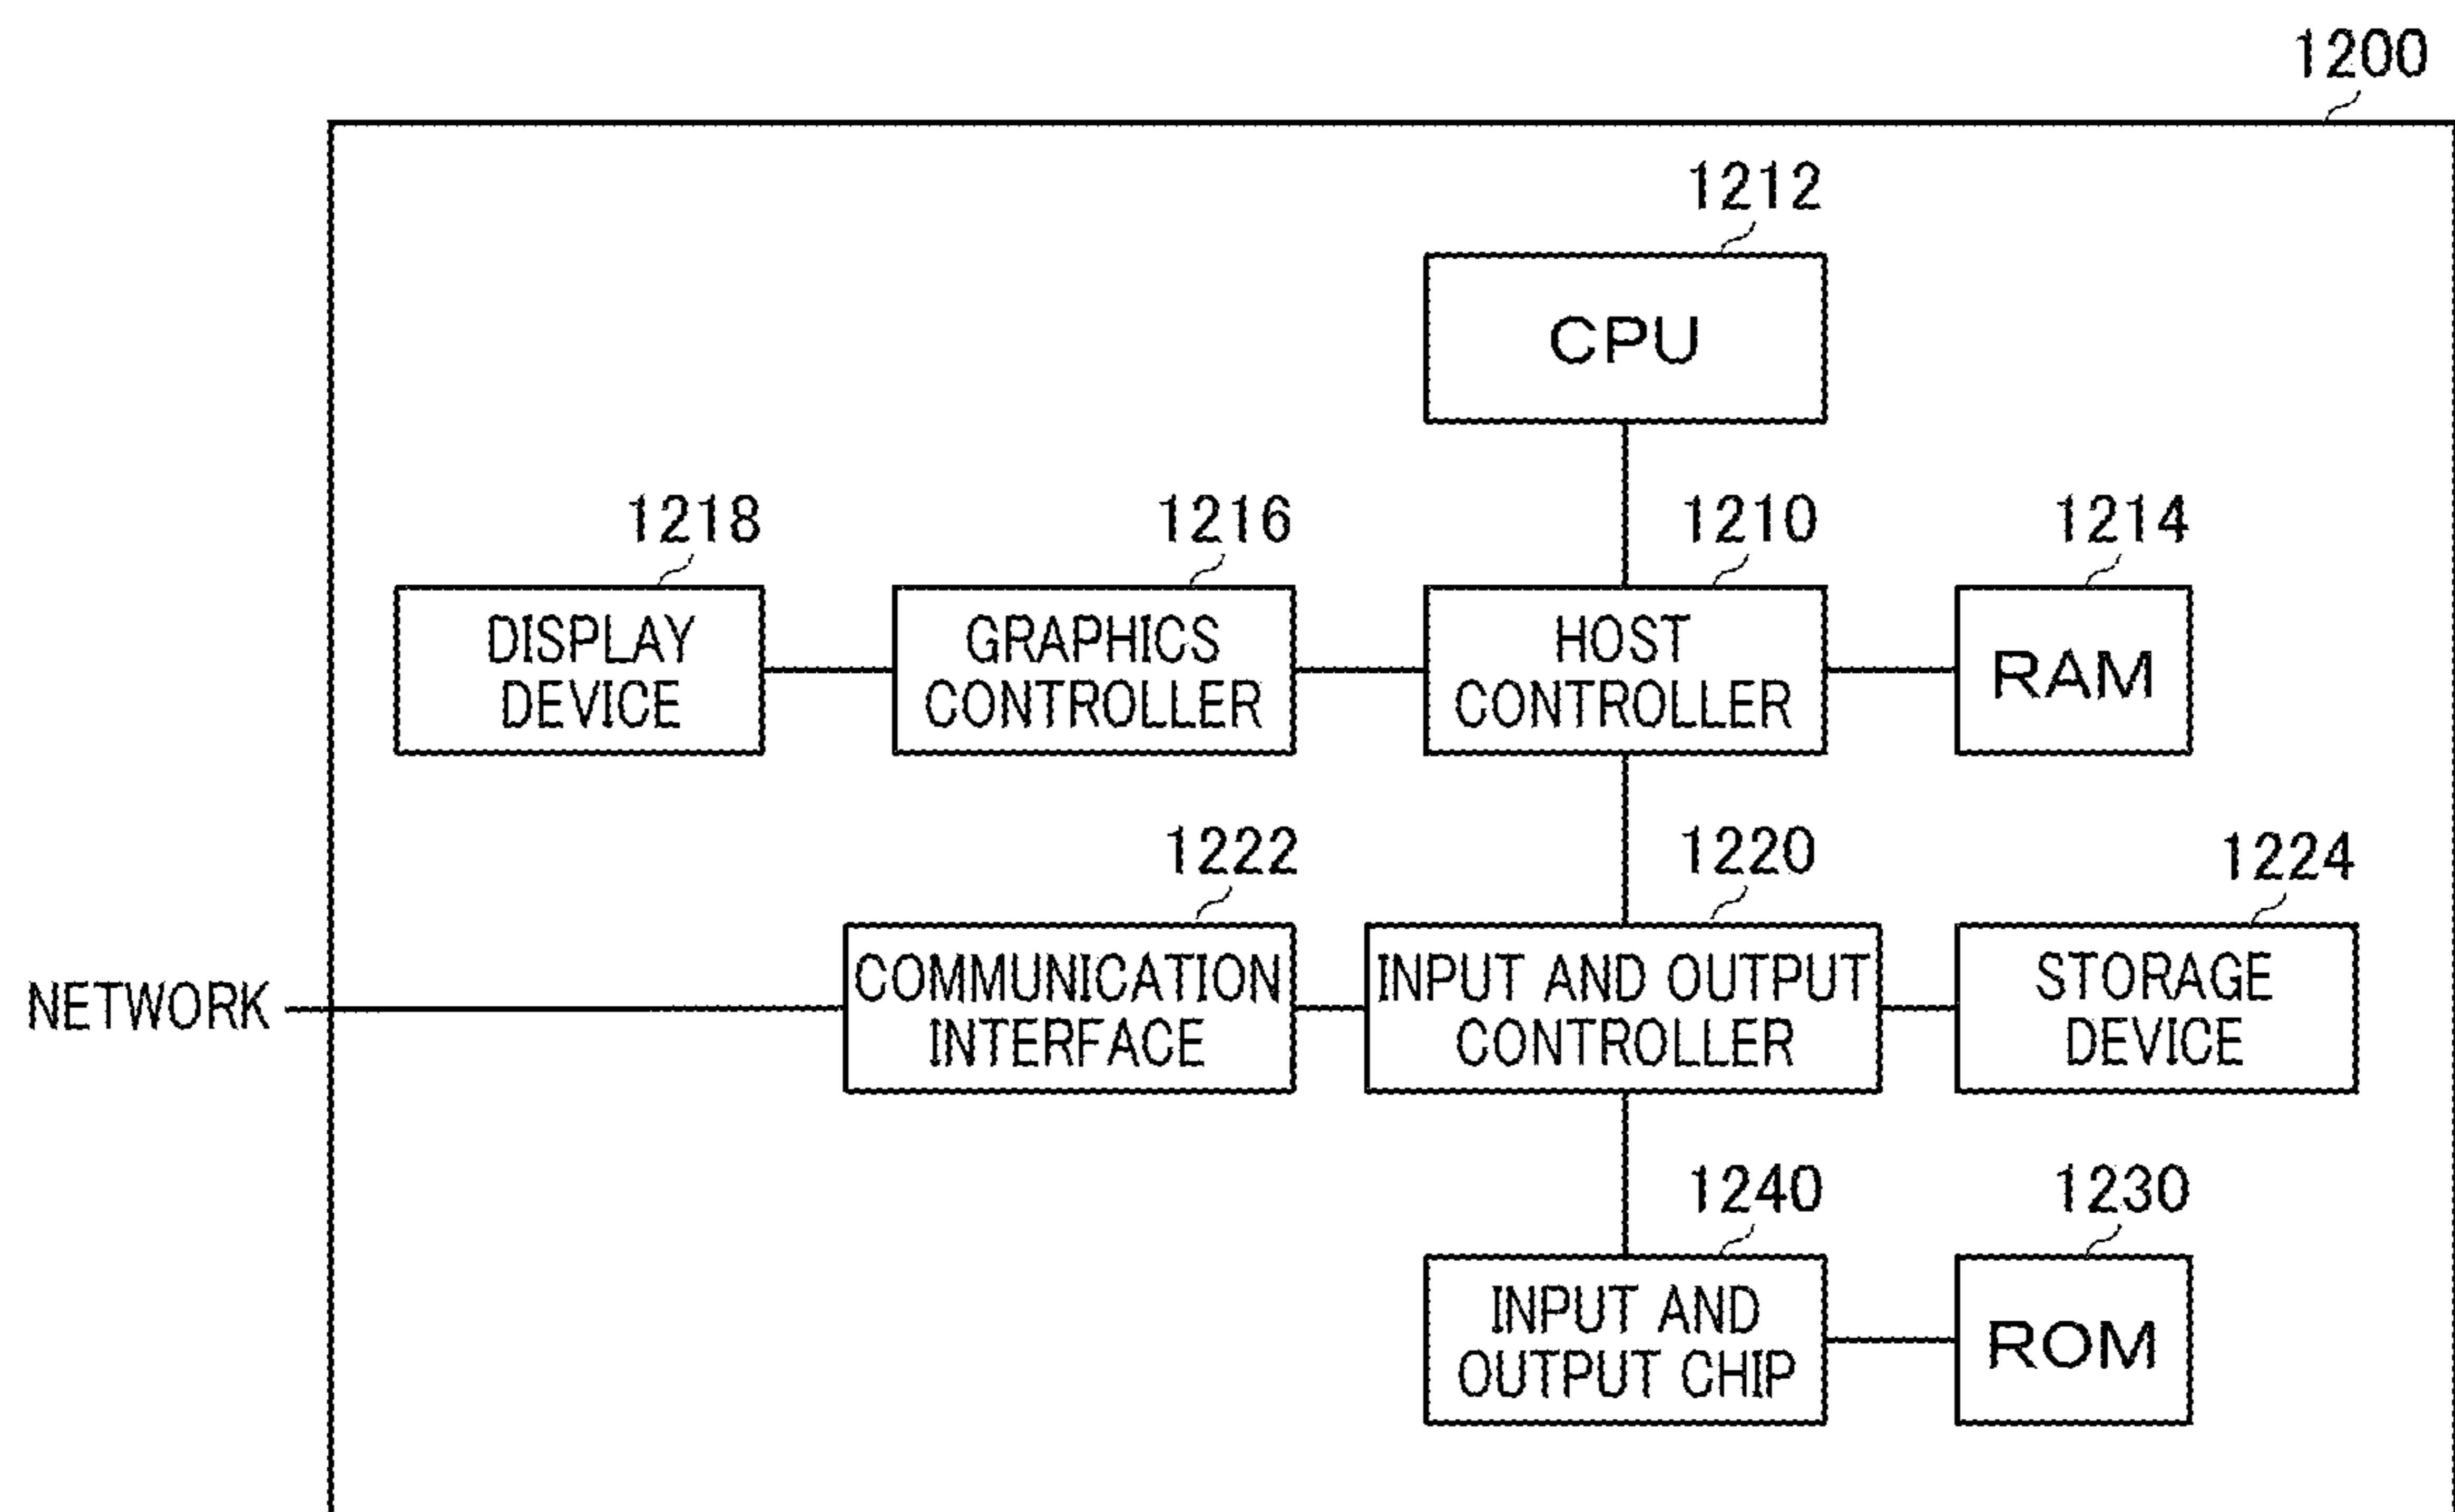 1200
1212
CPU
1218
1216
1210
1214
DISPLAY
DEVICE
GRAPHICS
CONTROLLER
HOST
CONTROLLER
RAM
1222
1220
1224
NETWORK
COMMUNICATION
INTERFACE
INPUT AND OUTPUT
CONTROLLER
STORAGE
DEVICE
1240
1230
INPUT AND
OUTPUT CHIP
ROM